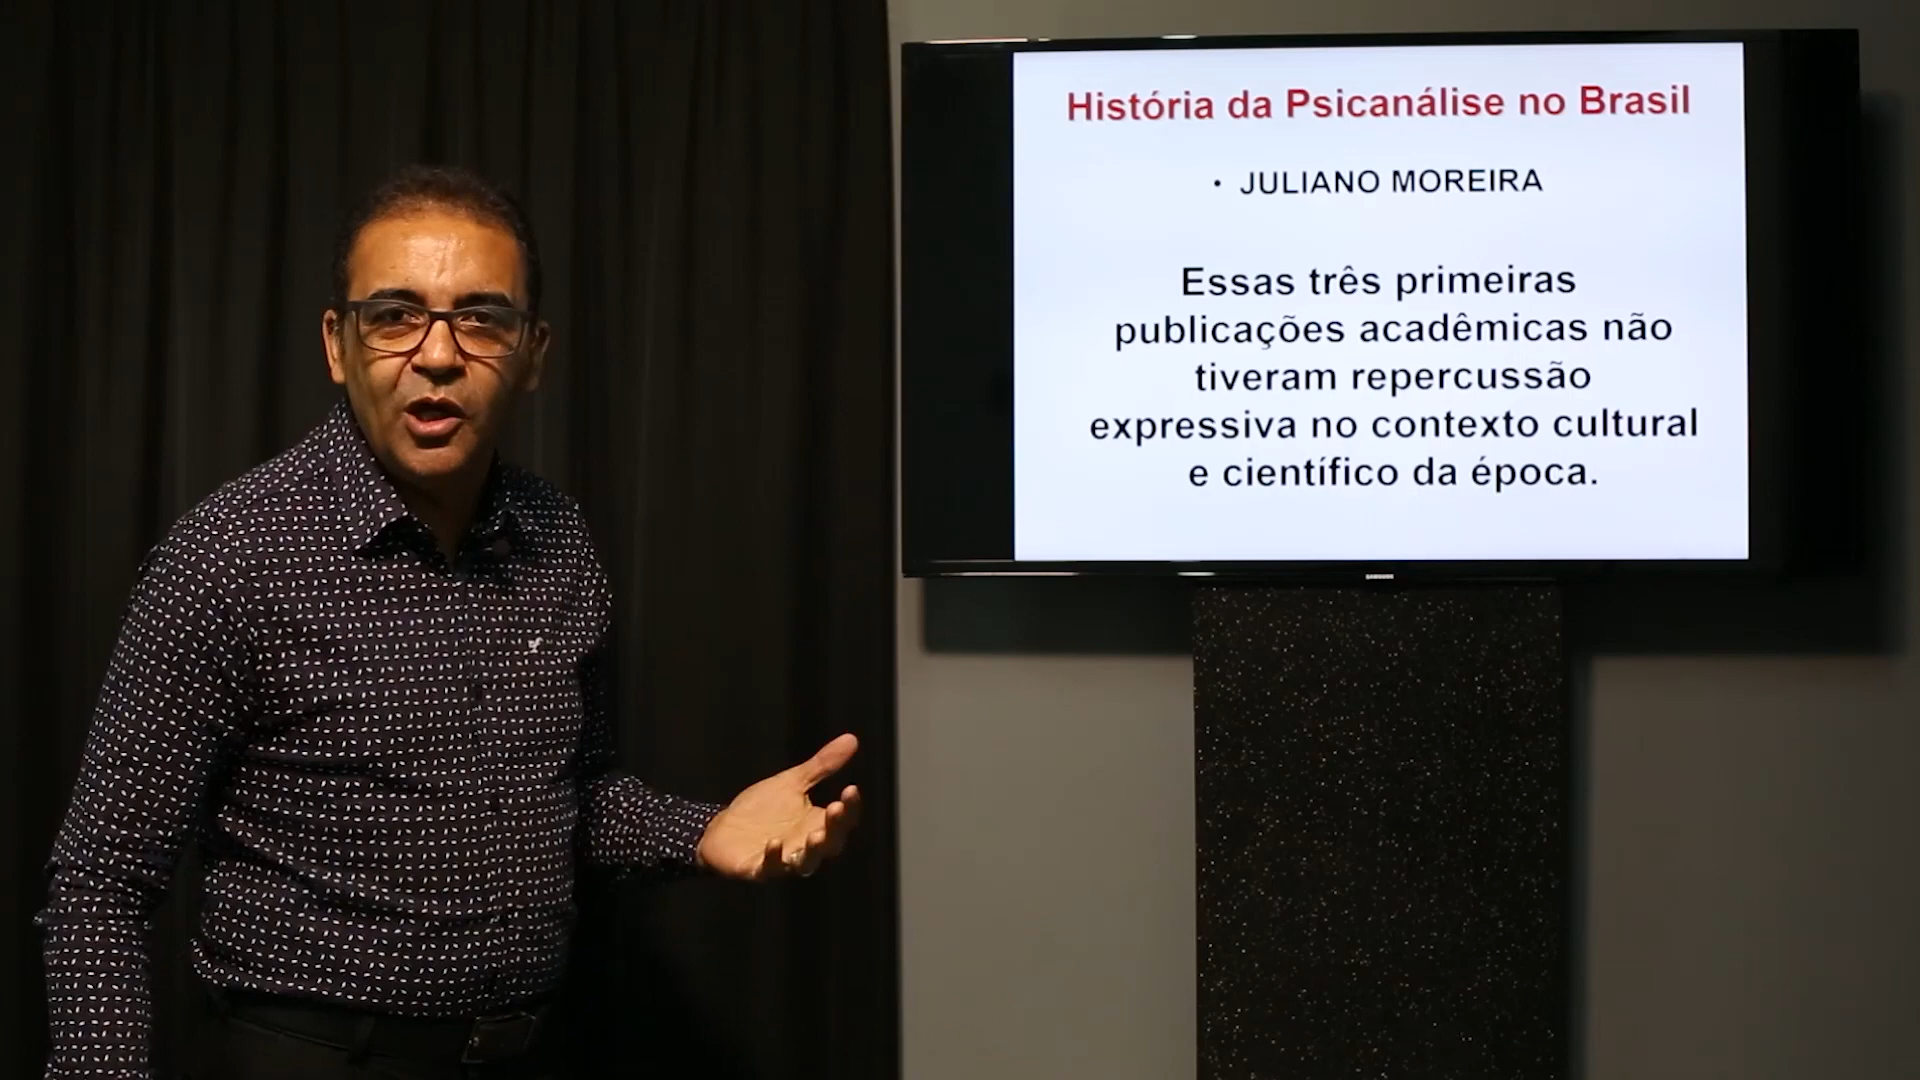 História da Psicanálise no Brasil
• JULIANO MOREIRA
Essas três primeiras
publicações acadêmicas não
tiveram repercussão
expressiva no contexto cultural
e científico da época.
SAMSUNG